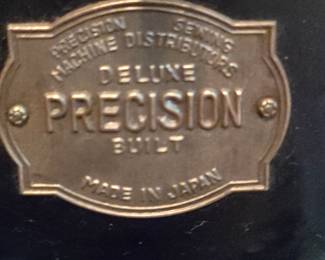 PRECISION SEWING
MACHINE DISTRIBUTORS
DELUXE
PRECISION
BUILT
MADE IN JAPAN